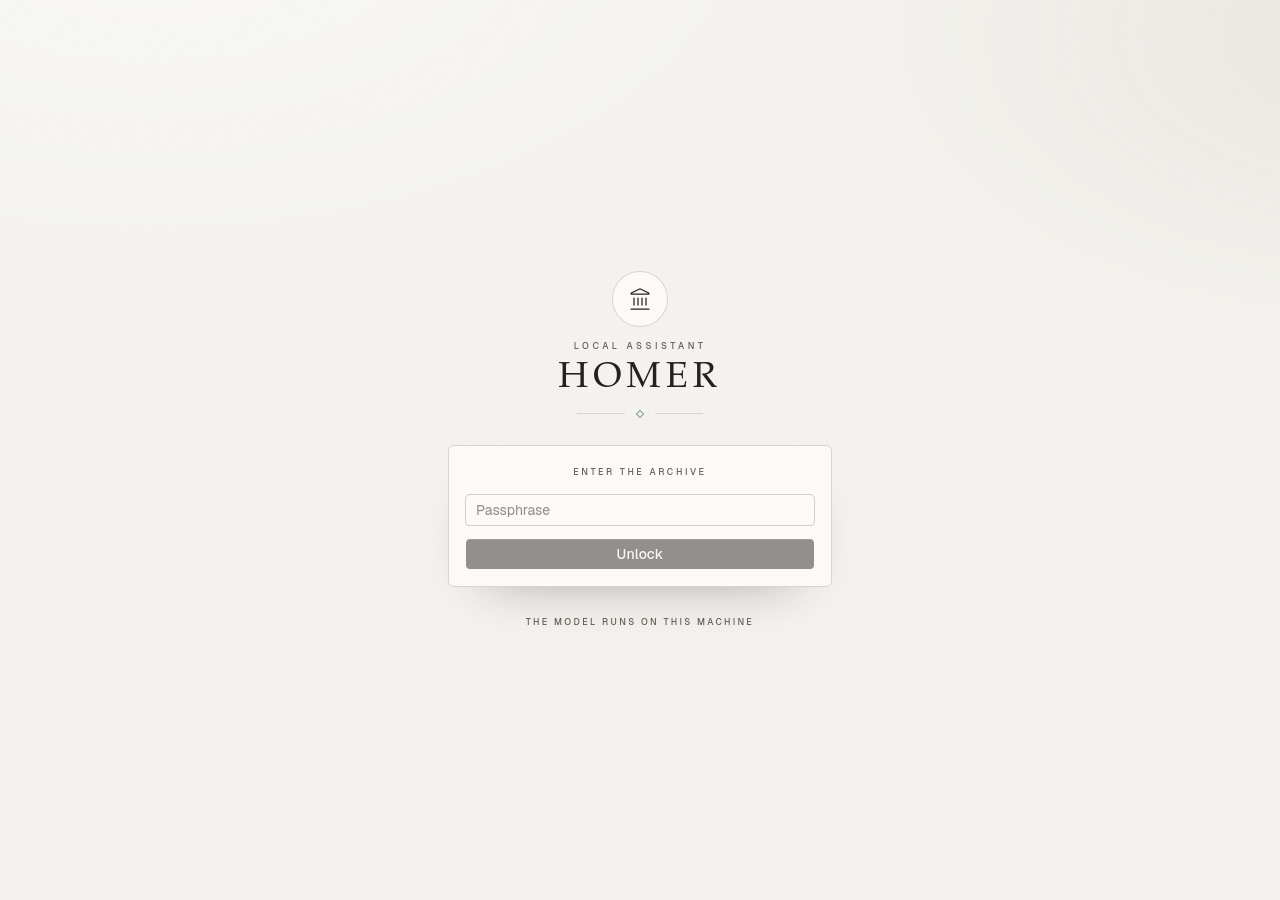 LOCAL ASSISTANT
HOMER
ENTER THE ARCHIVE
Passphrase
Unlock
THE MODEL RUNS ON THIS MACHINE